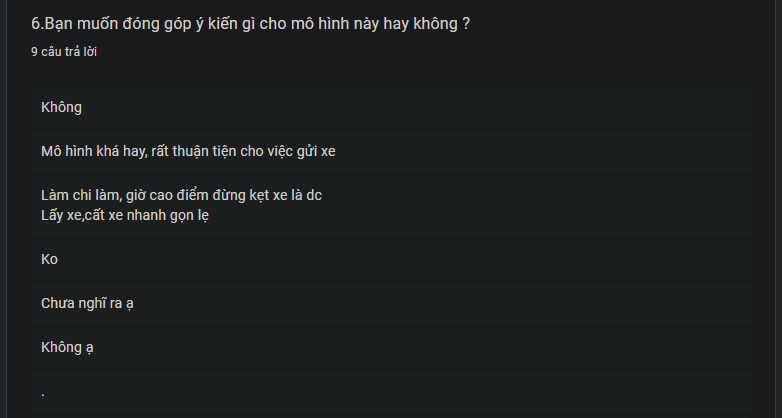 6.Bạn muốn đóng góp ý kiến gì cho mô hình này hay không ?
9 câu trả lời
Không
Mô hình khá hay, rất thuận tiện cho việc gửi xe
Làm chi làm, giờ cao điểm đừng kẹt xe là dc
Lấy xe,cất xe nhanh gọn lẹ
Ko
Chưa nghĩ ra ạ
Không ạ
.